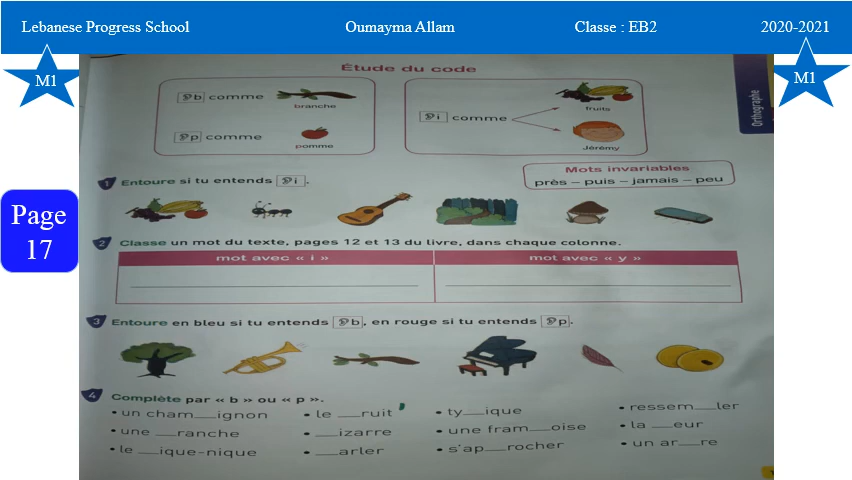 Lebanese Progress School Oumayma Allam Classe : EB2 2020-2021
M1 M1
Page
17
Étude du code
b comme
branche
p comme
pomme
i comme
fruits
Jérémy
Orthographe
Mots invariables
près – puis – jamais – peu
1 Entoure si tu entends i .
2 Classe un mot du texte, pages 12 et 13 du livre, dans chaque colonne.
mot avec « i » mot avec « y »
3 Entoure en bleu si tu entends b, en rouge si tu entends p.
4 Complète par « b » ou « p ».
• un cham__ignon • le __ruit • ty__ique • ressem__ler
• une __ranche • __izarre • une fram__oise • la __eur
• le __ique-nique • __arler • s'ap__rocher • un ar__re